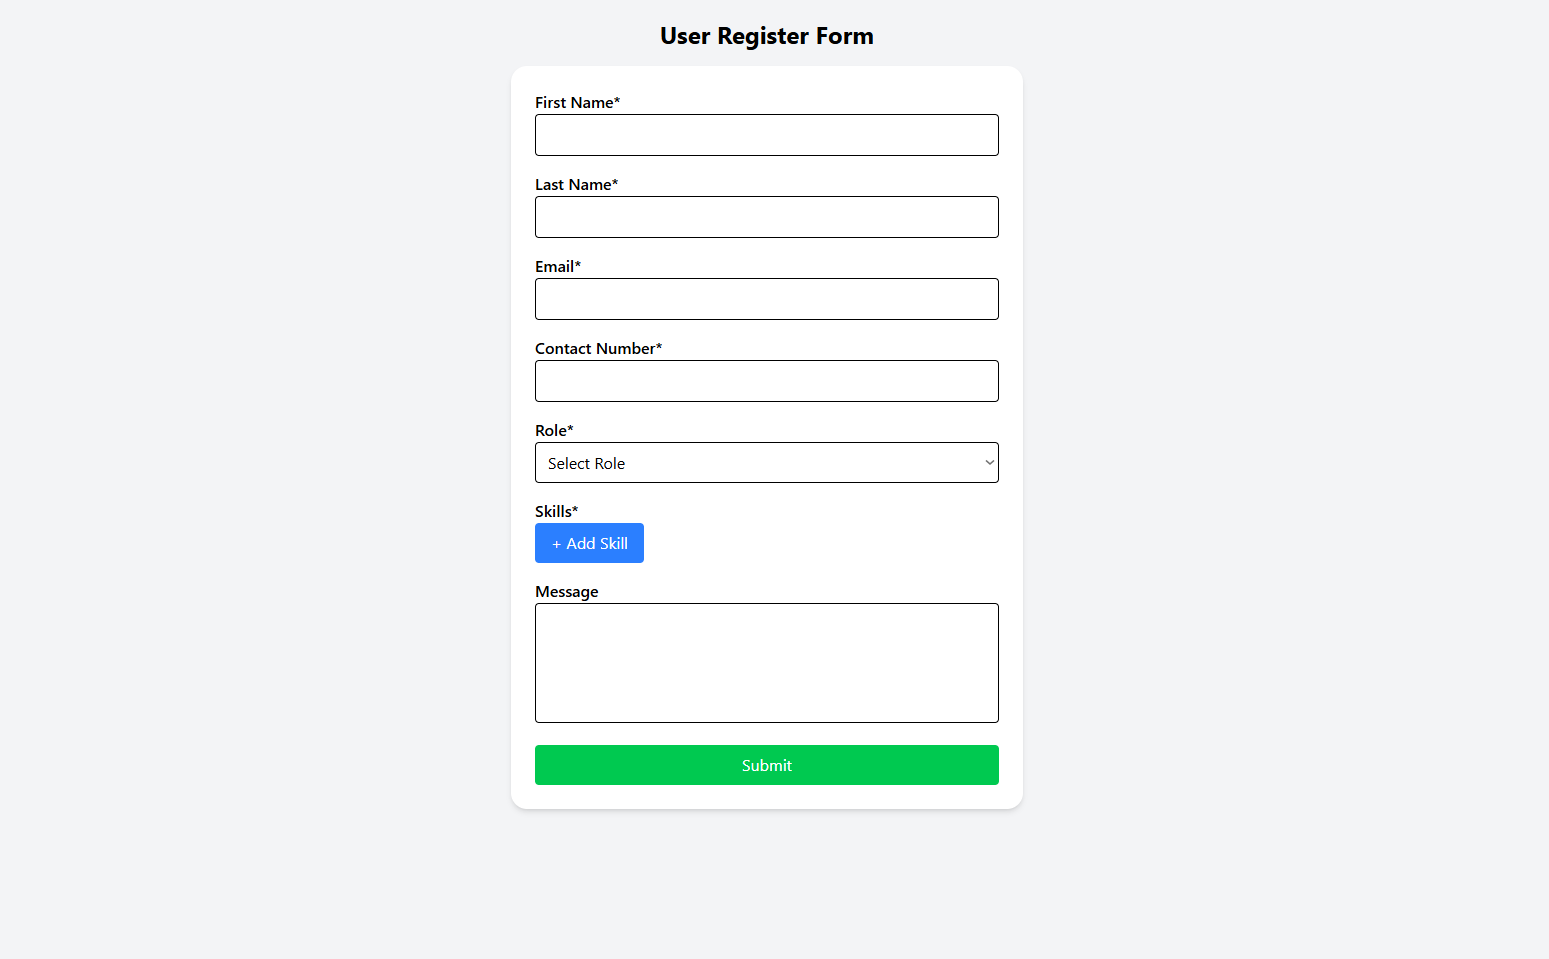 User Register Form
First Name*
Last Name*
Email*
Contact Number*
Role*
Select Role
Skills*
+ Add Skill
Message
Submit